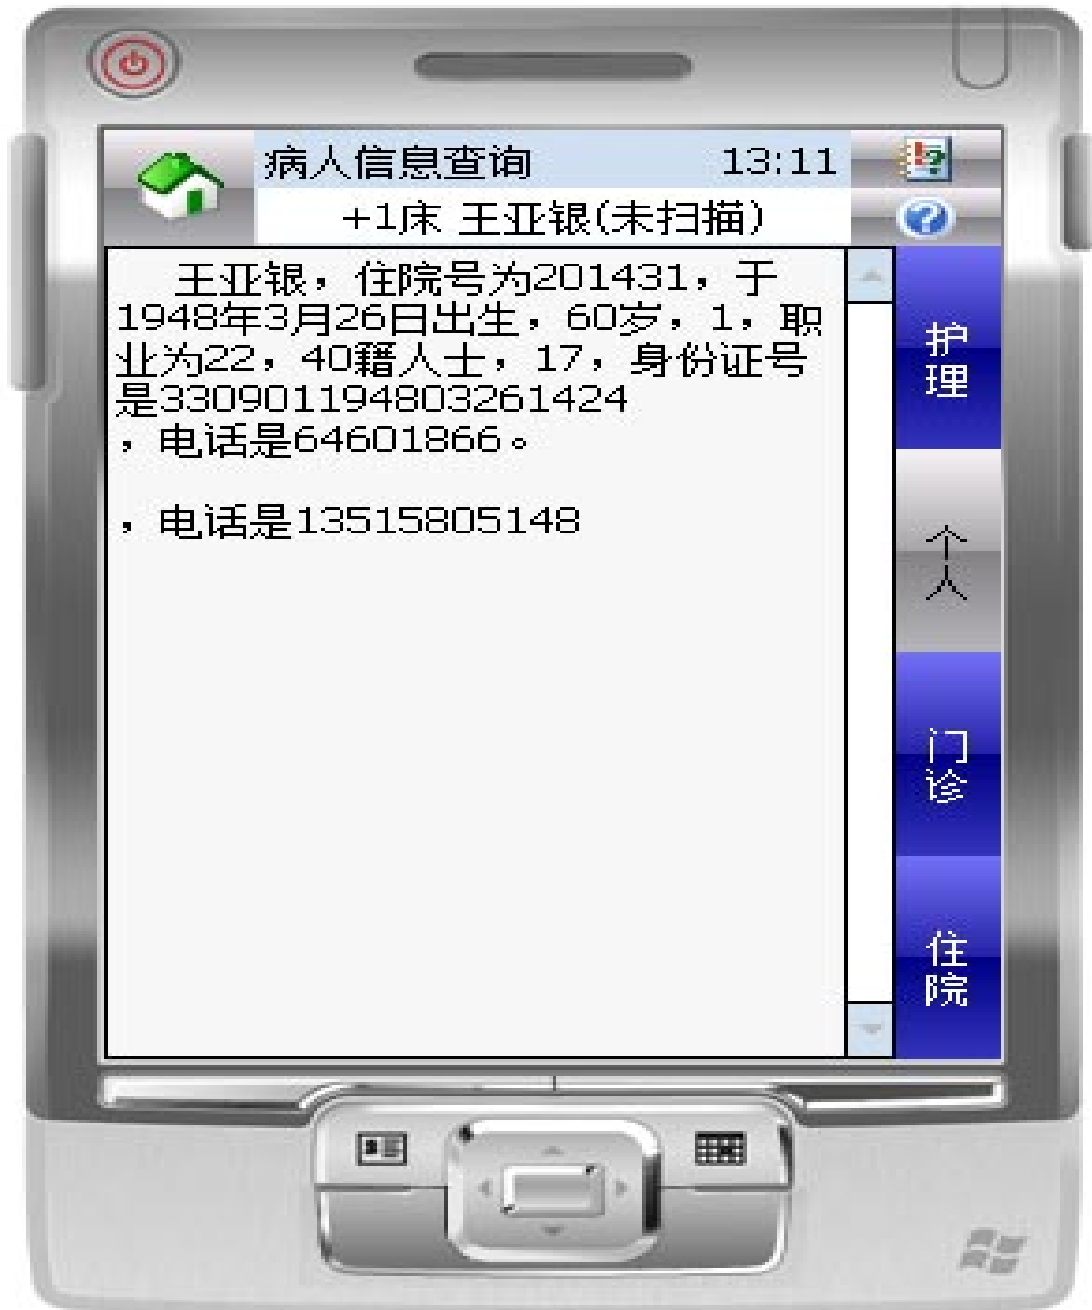 病人信息查询 13:11
+1床 王亚银(未扫描)
王亚银，住院号为201431，于
1948年3月26日出生，60岁，1，职
业为22，40籍人士，17，身份证号
是330901194803261424
，电话是64601866。
，电话是13515805148
护理
个人
门诊
住院